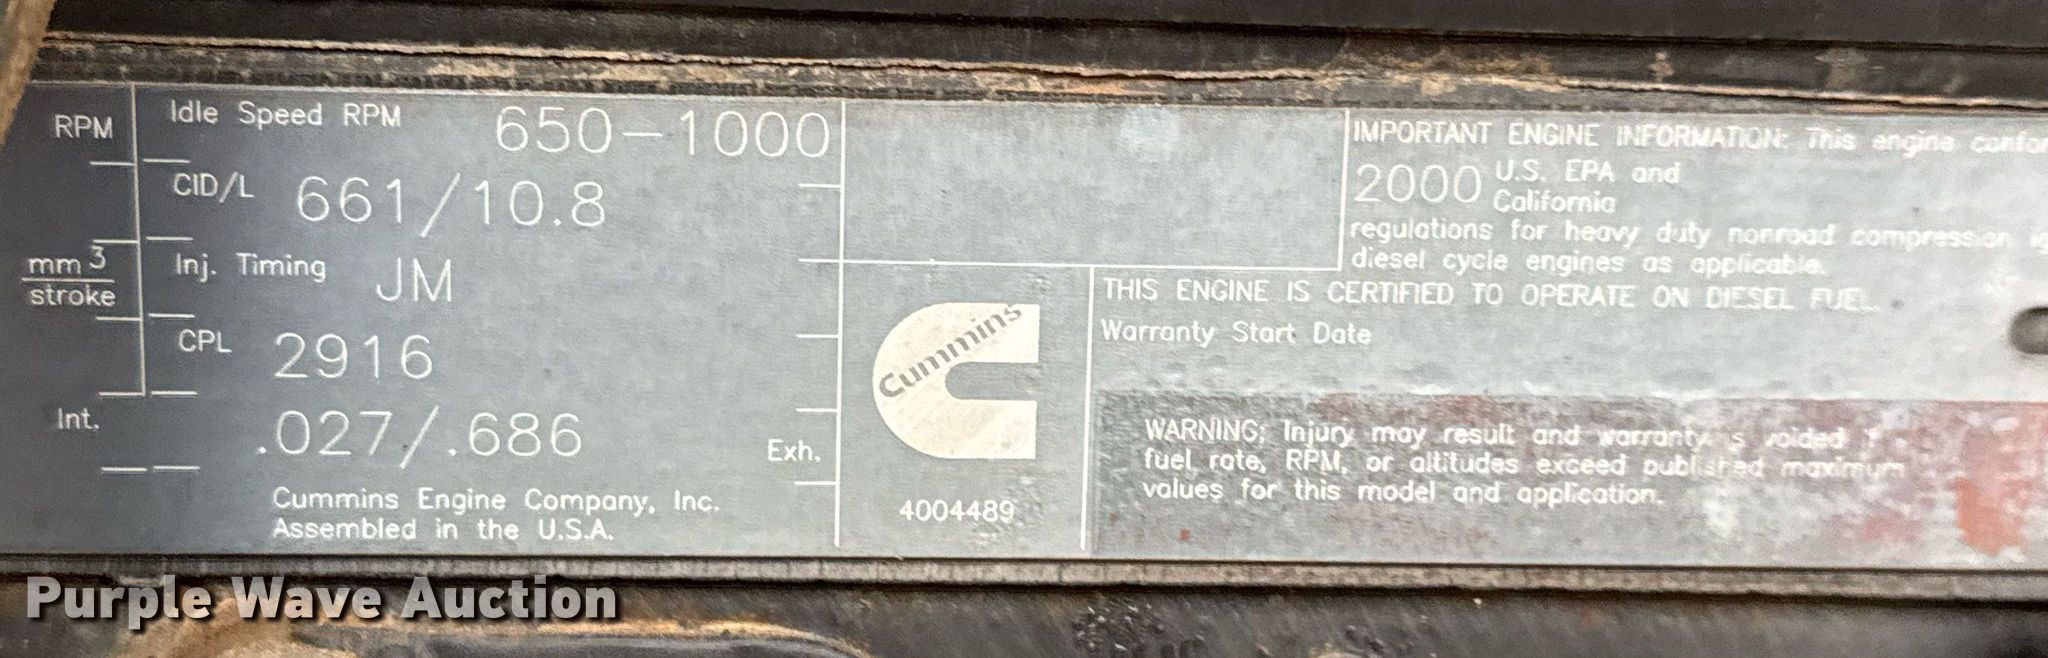 RPM
Idle Speed RPM 650-1000
CID/L 661/10.8
mm3
stroke
Inj. Timing JM
CPL 2916
Int. .027/.686 Exh.
Cummins Engine Company, Inc.
Assembled in the U.S.A.
Cummins
4004489
IMPORTANT ENGINE INFORMATION: This engine
2000 U.S. EPA and
California
regulations for heavy duty nonroad compression
diesel cycle engines as applicable.
THIS ENGINE IS CERTIFIED TO OPERATE ON DIESEL FUEL.
Warranty Start Date
WARNING: Injury may result and warranty is voided
fuel rate, RPM, or altitudes exceed published maximum
values for this model and application.
Purple Wave Auction